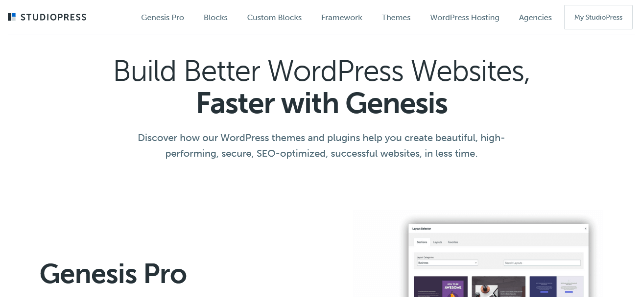 STUDIOPRESS
Genesis Pro Blocks Custom Blocks Framework Themes WordPress Hosting Agencies My StudioPress
Build Better WordPress Websites,
Faster with Genesis
Discover how our WordPress themes and plugins help you create beautiful, high-
performing, secure, SEO-optimized, successful websites, in less time.
Genesis Pro